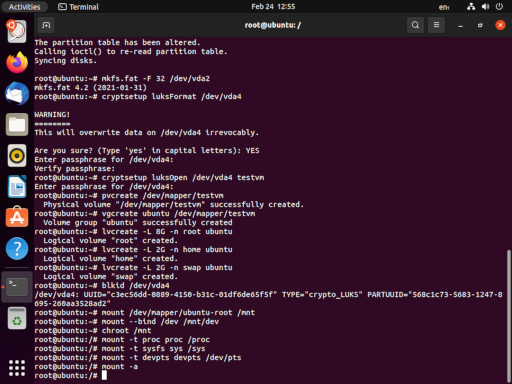 Activities
Terminal
Feb 24 12:55
en₁
root@ubuntu: /
The partition table has been altered.
Calling ioctl() to re-read partition table.
Syncing disks.
root@ubuntu:~# mkfs.fat -F 32 /dev/vda2
mkfs.fat 4.2 (2021-01-31)
root@ubuntu:~# cryptsetup luksFormat /dev/vda4
WARNING!
========
This will overwrite data on /dev/vda4 irrevocably.
Are you sure? (Type 'yes' in capital letters): YES
Enter passphrase for /dev/vda4:
Verify passphrase:
root@ubuntu:~# cryptsetup luksOpen /dev/vda4 testvm
Enter passphrase for /dev/vda4:
root@ubuntu:~# pvcreate /dev/mapper/testvm
Physical volume "/dev/mapper/testvm" successfully created.
root@ubuntu:~# vgcreate ubuntu /dev/mapper/testvm
Volume group "ubuntu" successfully created
root@ubuntu:~# lvcreate -L 8G -n root ubuntu
Logical volume "root" created.
root@ubuntu:~# lvcreate -L 2G -n home ubuntu
Logical volume "home" created.
root@ubuntu:~# lvcreate -L 2G -n swap ubuntu
Logical volume "swap" created.
root@ubuntu:~# blkid /dev/vda4
/dev/vda4: UUID="c3ec56dd-0889-4150-b31c-01df6de65f5f" TYPE="crypto_LUKS" PARTUUID="568c1c73-5683-1247-8
695-260aa3528ad2"
root@ubuntu:~# mount /dev/mapper/ubuntu-root /mnt
root@ubuntu:~# mount --bind /dev /mnt/dev
root@ubuntu:~# chroot /mnt
root@ubuntu:/# mount -t proc proc /proc
root@ubuntu:/# mount -t sysfs sys /sys
root@ubuntu:/# mount -t devpts devpts /dev/pts
root@ubuntu:/# mount -a
root@ubuntu:/#